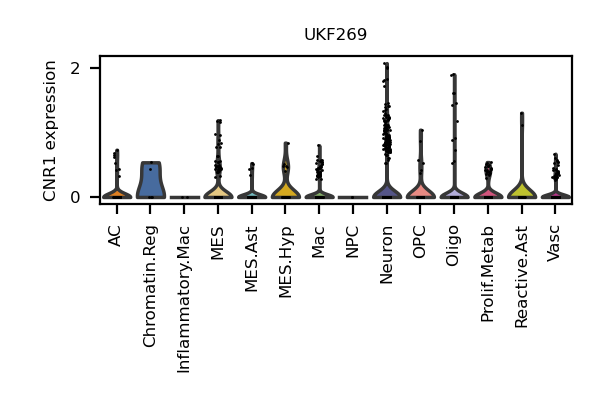 UKF269
CNR1 expression
2
0
AC
Chromatin.Reg
Inflammatory.Mac
MES
MES.Ast
MES.Hyp
Mac
NPC
Neuron
OPC
Oligo
Prolif.Metab
Reactive.Ast
Vasc